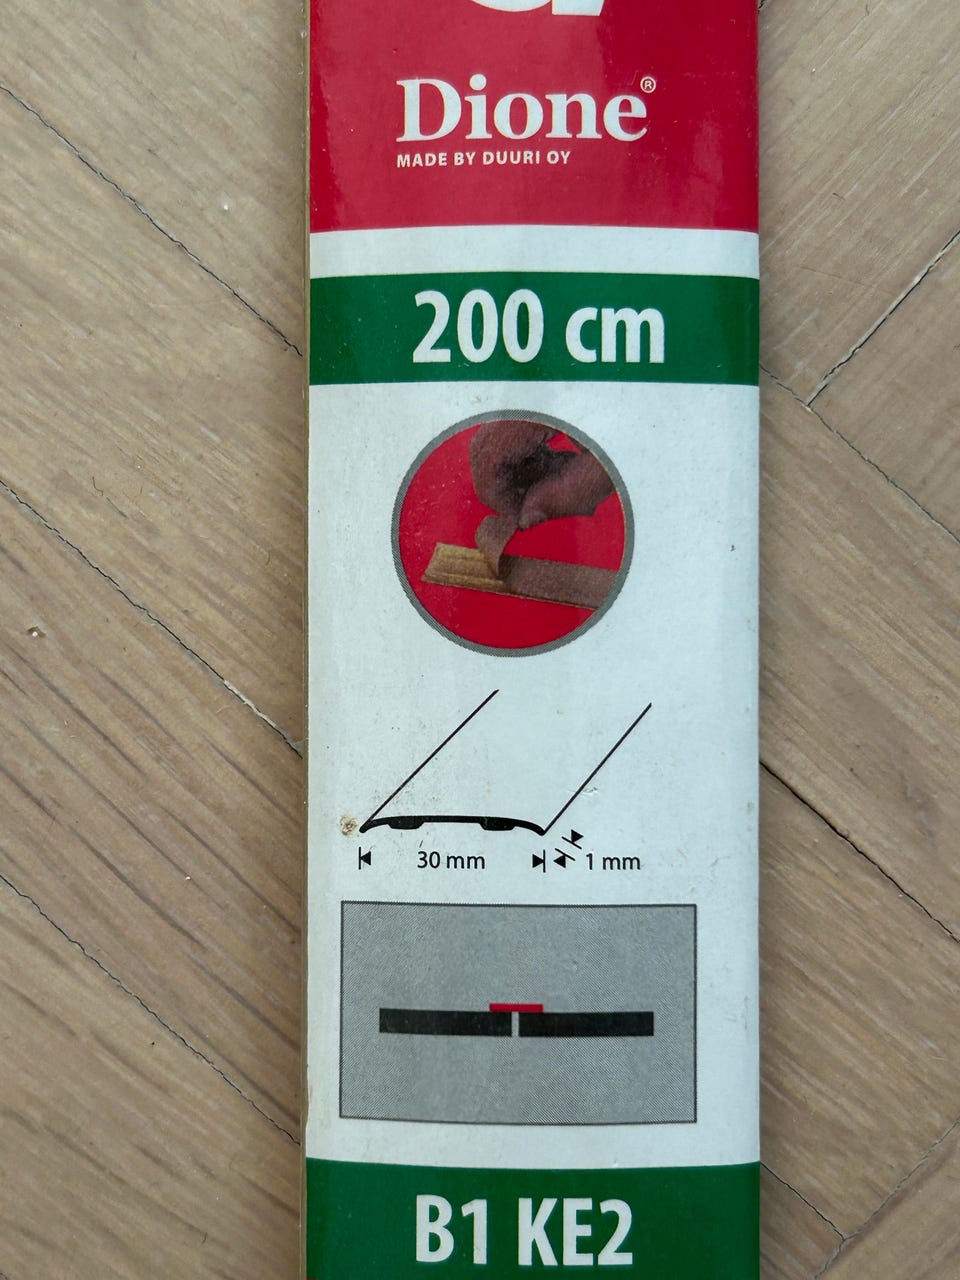 Dione®
MADE BY DUURI OY
200 cm
30 mm 1 mm
B1 KE2